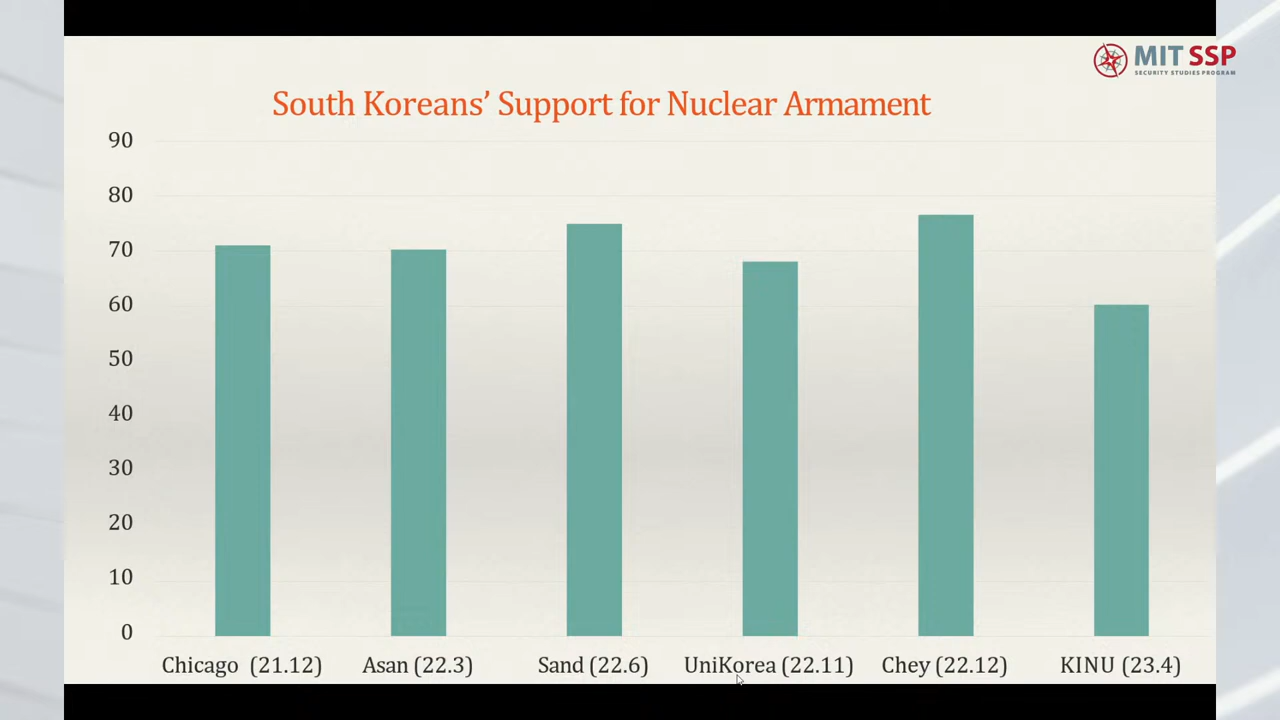 MIT SSP
SECURITY STUDIES PROGRAM
South Koreans’ Support for Nuclear Armament
90
80
70
60
50
40
30
20
10
0
Chicago (21.12) Asan (22.3) Sand (22.6) UniKorea (22.11) Chey (22.12) KINU (23.4)